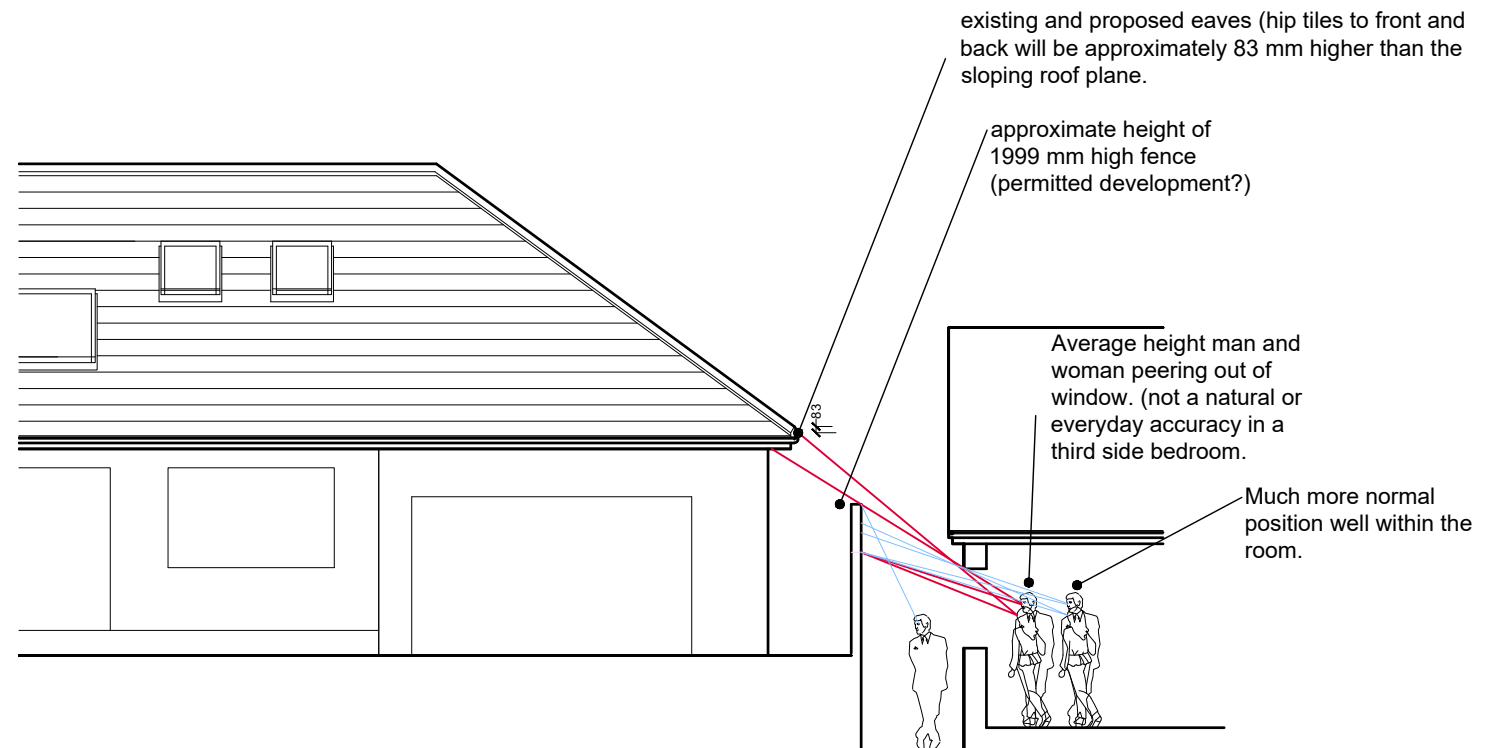 existing and proposed eaves (hip tiles to front and
back will be approximately 83 mm higher than the
sloping roof plane.
approximate height of
1999 mm high fence
(permitted development?)
Average height man and
woman peering out of
window. (not a natural or
everyday accuracy in a
third side bedroom.
83
Much more normal
position well within the
room.